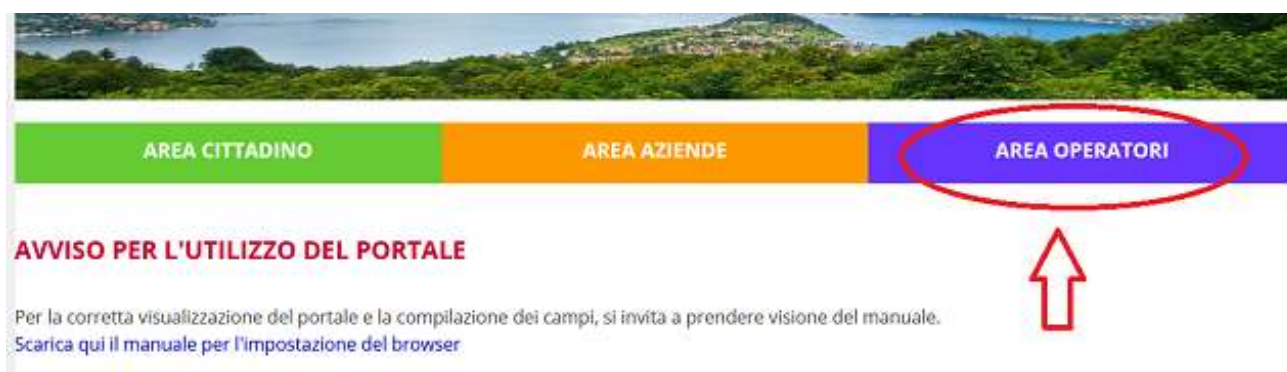 AREA CITTADINO
AREA AZIENDE
AREA OPERATORI
AVVISO PER L'UTILIZZO DEL PORTALE
Per la corretta visualizzazione del portale e la compilazione dei campi, si invita a prendere visione del manuale.
Scarica qui il manuale per l'impostazione del browser